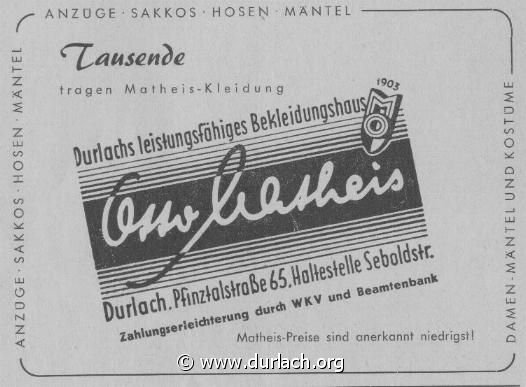 ANZÜGE · SAKKOS · HOSEN · MÄNTEL
ANZÜGE · SAKKOS · HOSEN · MÄNTEL
Tausende
tragen Matheis-Kleidung
1903
M
Durlachs leistungsfähiges Bekleidungshaus
Otto Matheis
Durlach, Pfinztalstraße 65, Haltestelle Seboldstr.
Zahlungserleichterung durch WKV und Beamtenbank
Matheis-Preise sind anerkannt niedrigst!
DAMEN-MÄNTEL UND KOSTÜME
© www.durlach.org